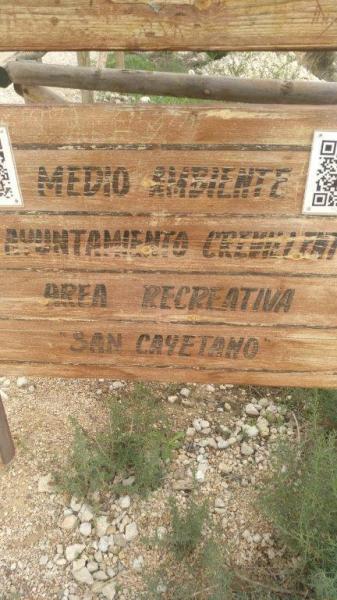 MEDIO AMBIENTE
AYUNTAMIENTO CREVILLENT
AREA RECREATIVA
"SAN CAYETANO"